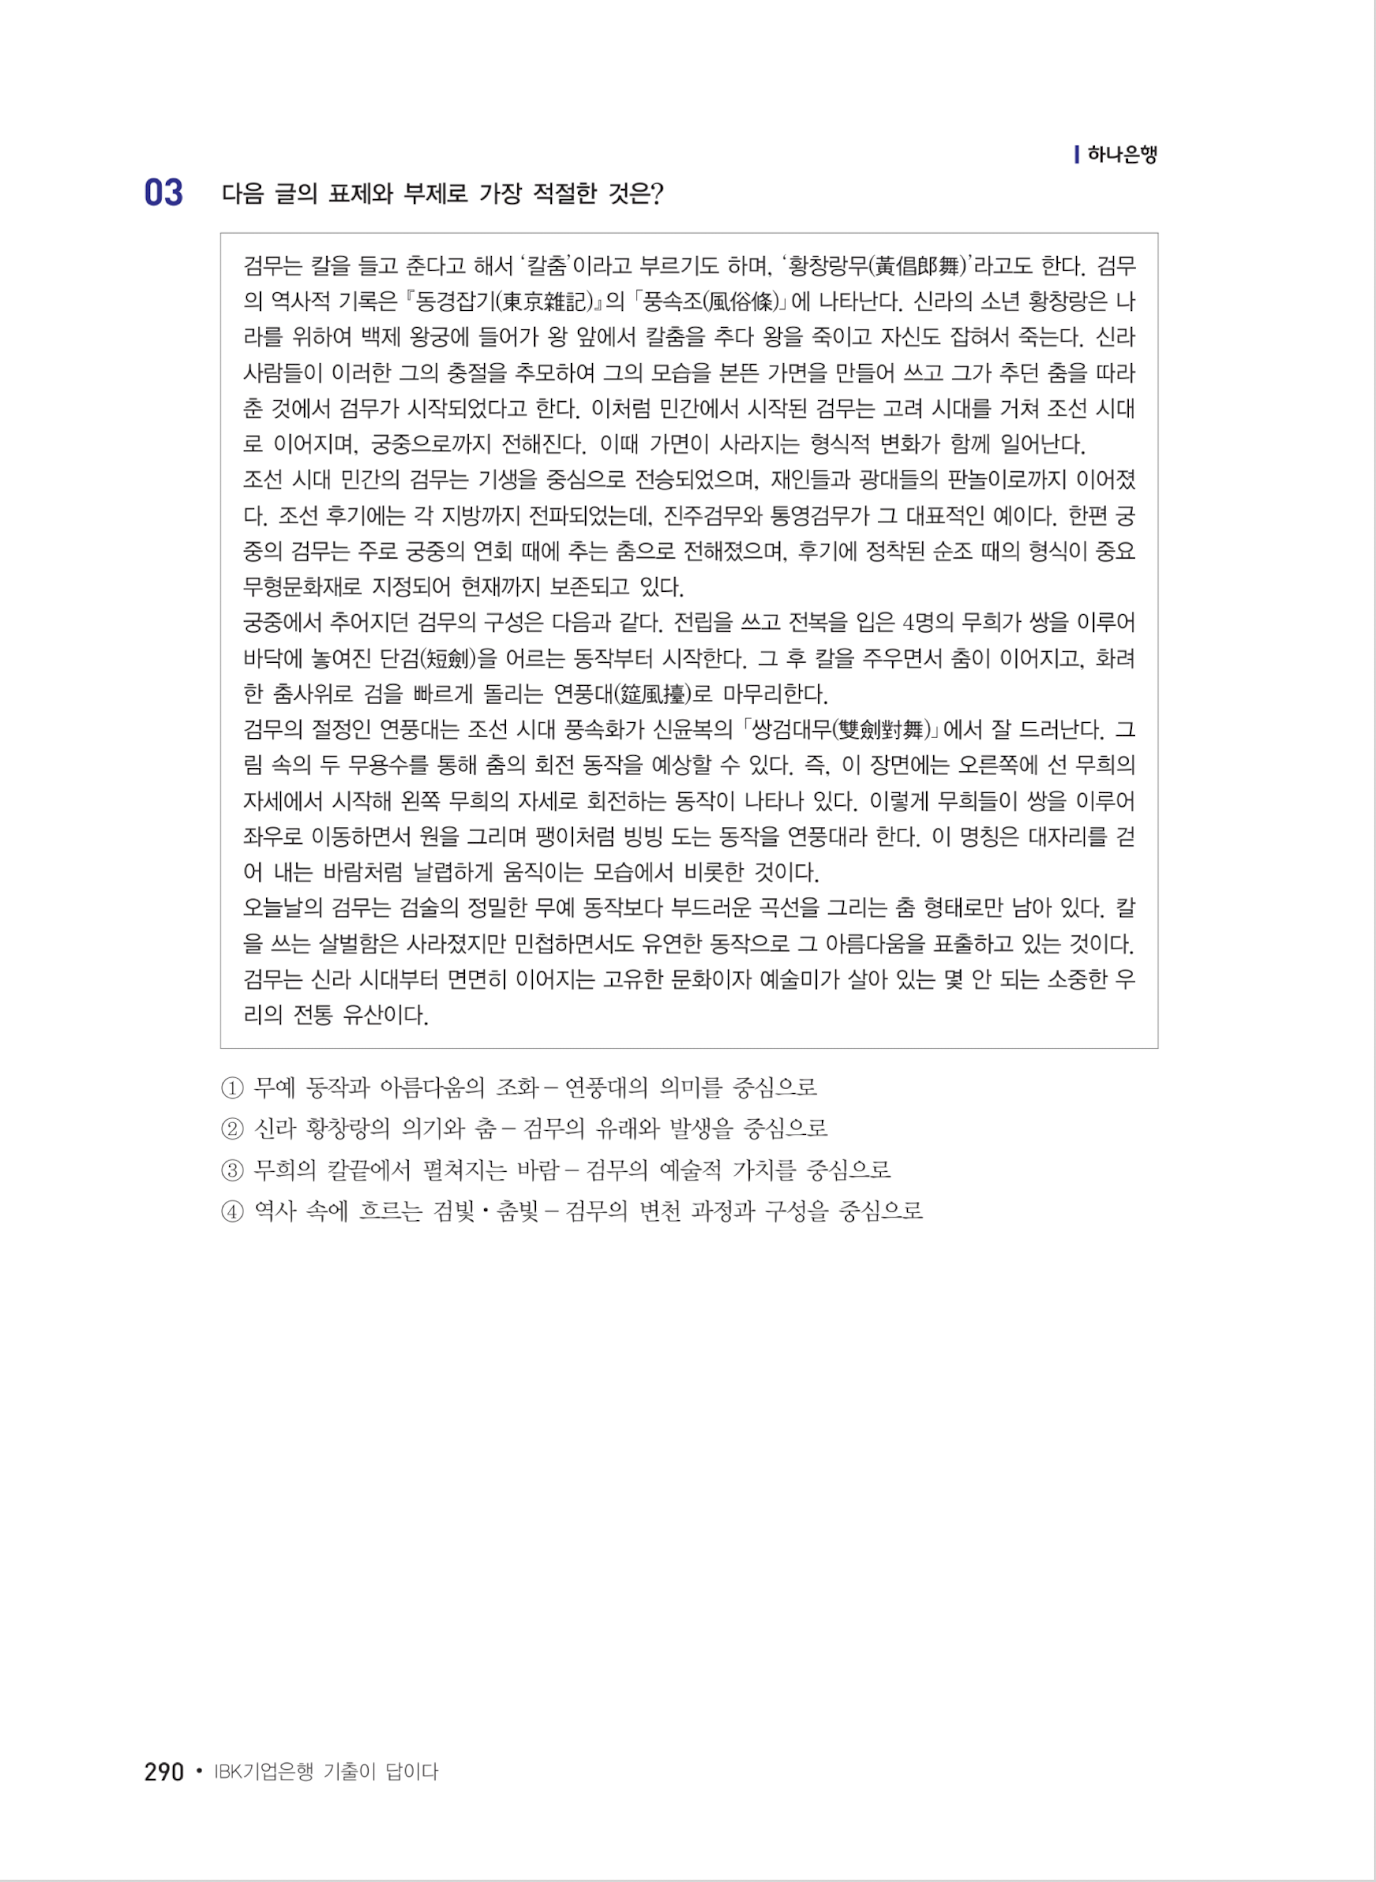 하나은행
03 다음 글의 표제와 부제로 가장 적절한 것은?
검무는 칼을 들고 춘다고 해서 ‘칼춤’이라고 부르기도 하며, ‘황창랑무(黃倡郎舞)’라고도 한다. 검무
의 역사적 기록은 『동경잡기(東京雜記)』의 「풍속조(風俗條)」에 나타난다. 신라의 소년 황창랑은 나
라를 위하여 백제 왕궁에 들어가 왕 앞에서 칼춤을 추다 왕을 죽이고 자신도 잡혀서 죽는다. 신라
사람들이 이러한 그의 충절을 추모하여 그의 모습을 본뜬 가면을 만들어 쓰고 그가 추던 춤을 따라
춘 것에서 검무가 시작되었다고 한다. 이처럼 민간에서 시작된 검무는 고려 시대를 거쳐 조선 시대
로 이어지며, 궁중으로까지 전해진다. 이때 가면이 사라지는 형식적 변화가 함께 일어난다.
조선 시대 민간의 검무는 기생을 중심으로 전승되었으며, 재인들과 광대들의 판놀이로까지 이어졌
다. 조선 후기에는 각 지방까지 전파되었는데, 진주검무와 통영검무가 그 대표적인 예이다. 한편 궁
중의 검무는 주로 궁중의 연회 때에 추는 춤으로 전해졌으며, 후기에 정착된 순조 때의 형식이 중요
무형문화재로 지정되어 현재까지 보존되고 있다.
궁중에서 추어지던 검무의 구성은 다음과 같다. 전립을 쓰고 전복을 입은 4명의 무희가 쌍을 이루어
바닥에 놓여진 단검(短劍)을 어르는 동작부터 시작한다. 그 후 칼을 주우면서 춤이 이어지고, 화려
한 춤사위로 검을 빠르게 돌리는 연풍대(筵風擡)로 마무리한다.
검무의 절정인 연풍대는 조선 시대 풍속화가 신윤복의 「쌍검대무(雙劍對舞)」에서 잘 드러난다. 그
림 속의 두 무용수를 통해 춤의 회전 동작을 예상할 수 있다. 즉, 이 장면에는 오른쪽에 선 무희의
자세에서 시작해 왼쪽 무희의 자세로 회전하는 동작이 나타나 있다. 이렇게 무희들이 쌍을 이루어
좌우로 이동하면서 원을 그리며 팽이처럼 빙빙 도는 동작을 연풍대라 한다. 이 명칭은 대자리를 걷
어 내는 바람처럼 날렵하게 움직이는 모습에서 비롯한 것이다.
오늘날의 검무는 검술의 정밀한 무예 동작보다 부드러운 곡선을 그리는 춤 형태로만 남아 있다. 칼
을 쓰는 살벌함은 사라졌지만 민첩하면서도 유연한 동작으로 그 아름다움을 표출하고 있는 것이다.
검무는 신라 시대부터 면면히 이어지는 고유한 문화이자 예술미가 살아 있는 몇 안 되는 소중한 우
리의 전통 유산이다.
① 무예 동작과 아름다움의 조화 – 연풍대의 의미를 중심으로
② 신라 황창랑의 의기와 춤 – 검무의 유래와 발생을 중심으로
③ 무희의 칼끝에서 펼쳐지는 바람 – 검무의 예술적 가치를 중심으로
④ 역사 속에 흐르는 검빛・춤빛 – 검무의 변천 과정과 구성을 중심으로
290 • IBK기업은행 기출이 답이다